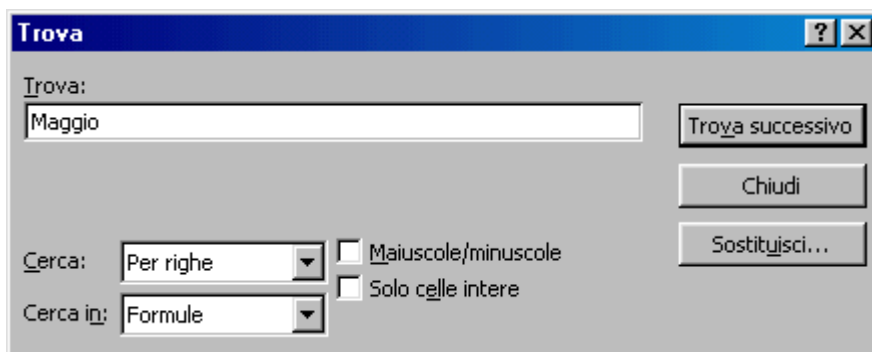 Trova
Trova:
Maggio
Trova successivo
Chiudi
Sostituisci...
Cerca: Per righe
Maiuscole/minuscole
Solo celle intere
Cerca in: Formule